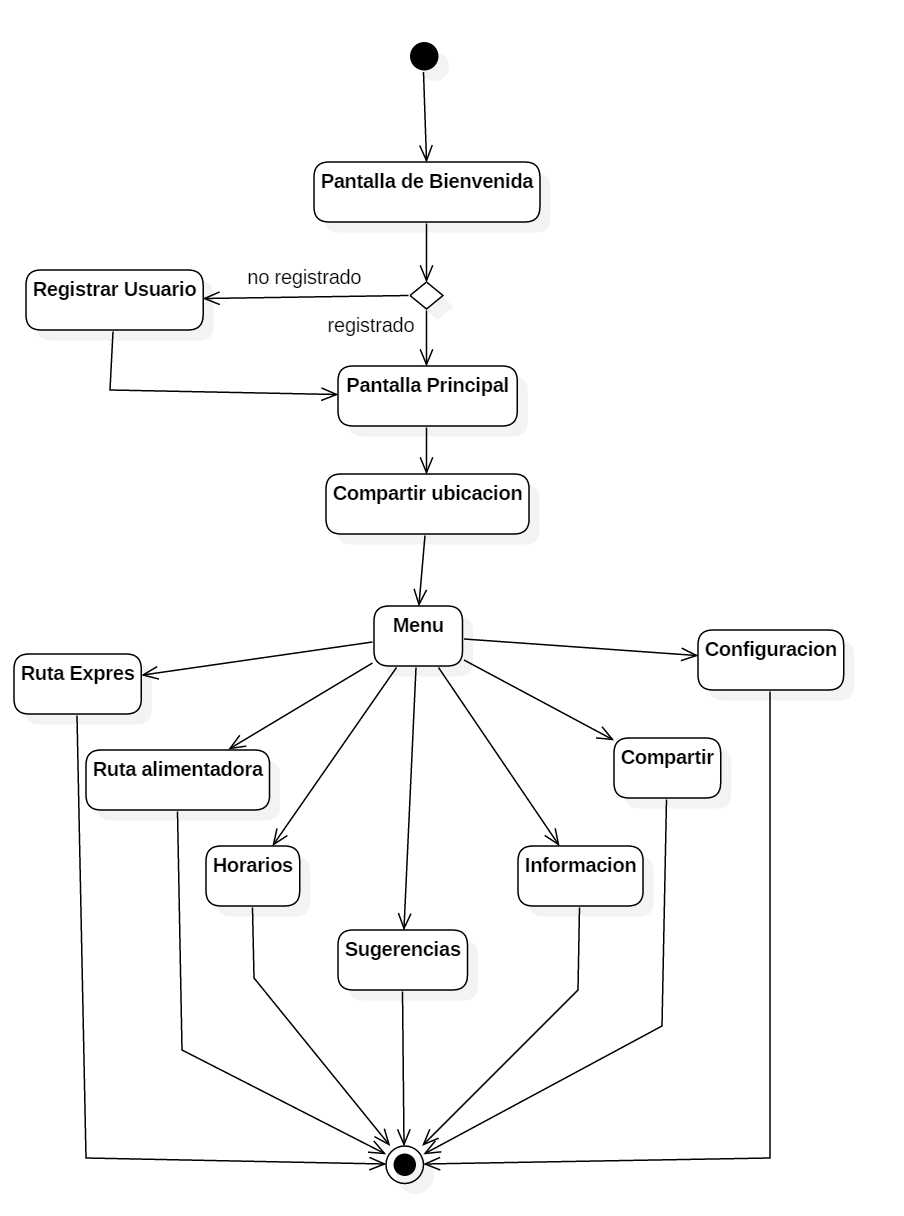 Pantalla de Bienvenida
no registrado
Registrar Usuario
registrado
Pantalla Principal
Compartir ubicacion
Menu
Configuracion
Ruta Expres
Compartir
Ruta alimentadora
Horarios
Informacion
Sugerencias